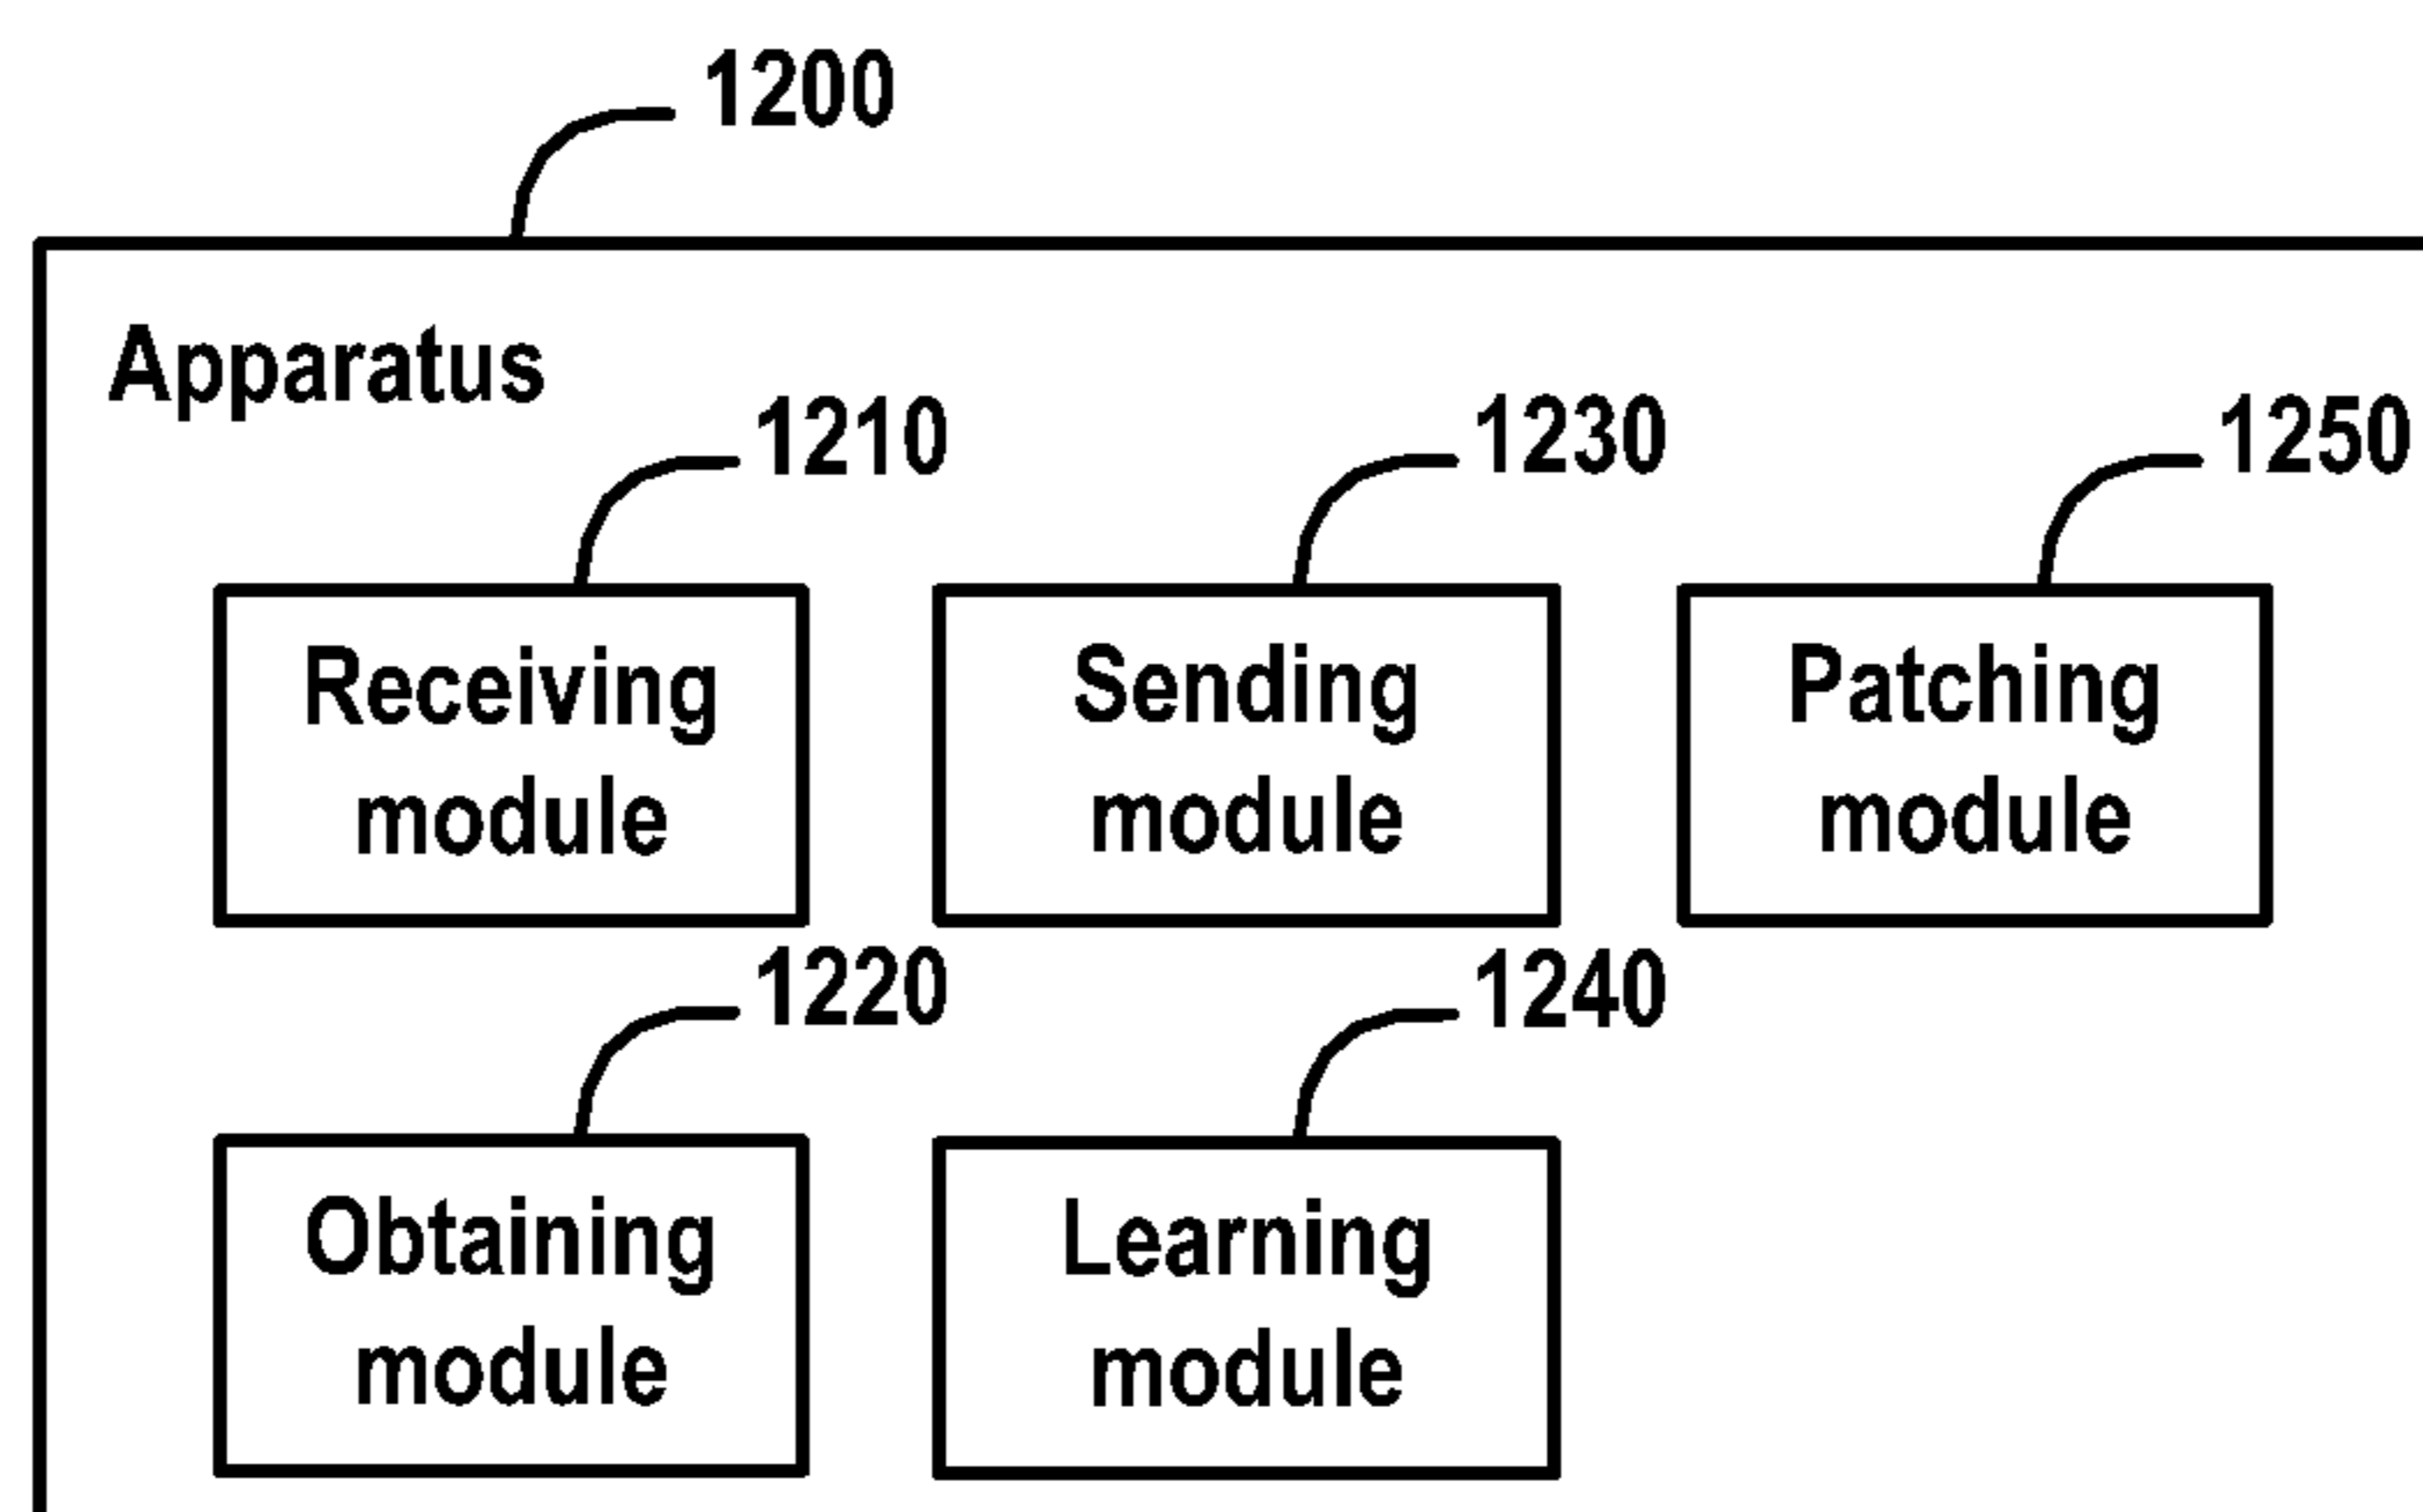 1200
Apparatus
1210
1230
1250
Receiving
module
Sending
module
Patching
module
1220
1240
Obtaining
module
Learning
module